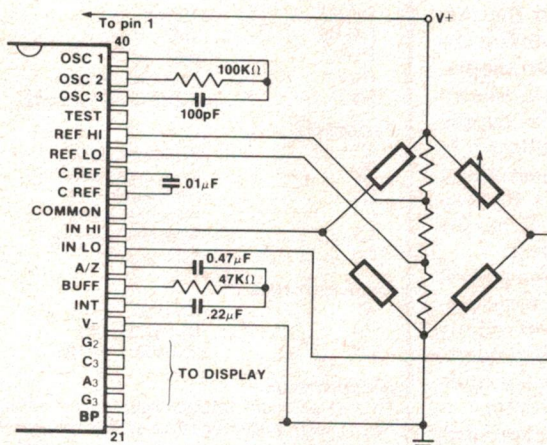 To pin 1
V+
40
OSC 1
OSC 2
100KΩ
OSC 3
100pF
TEST
REF HI
REF LO
C REF
.01μF
C REF
COMMON
IN HI
IN LO
0.47μF
A/Z
BUFF
47KΩ
INT
.22μF
V-
G2
C3
TO DISPLAY
A3
G3
BP
21